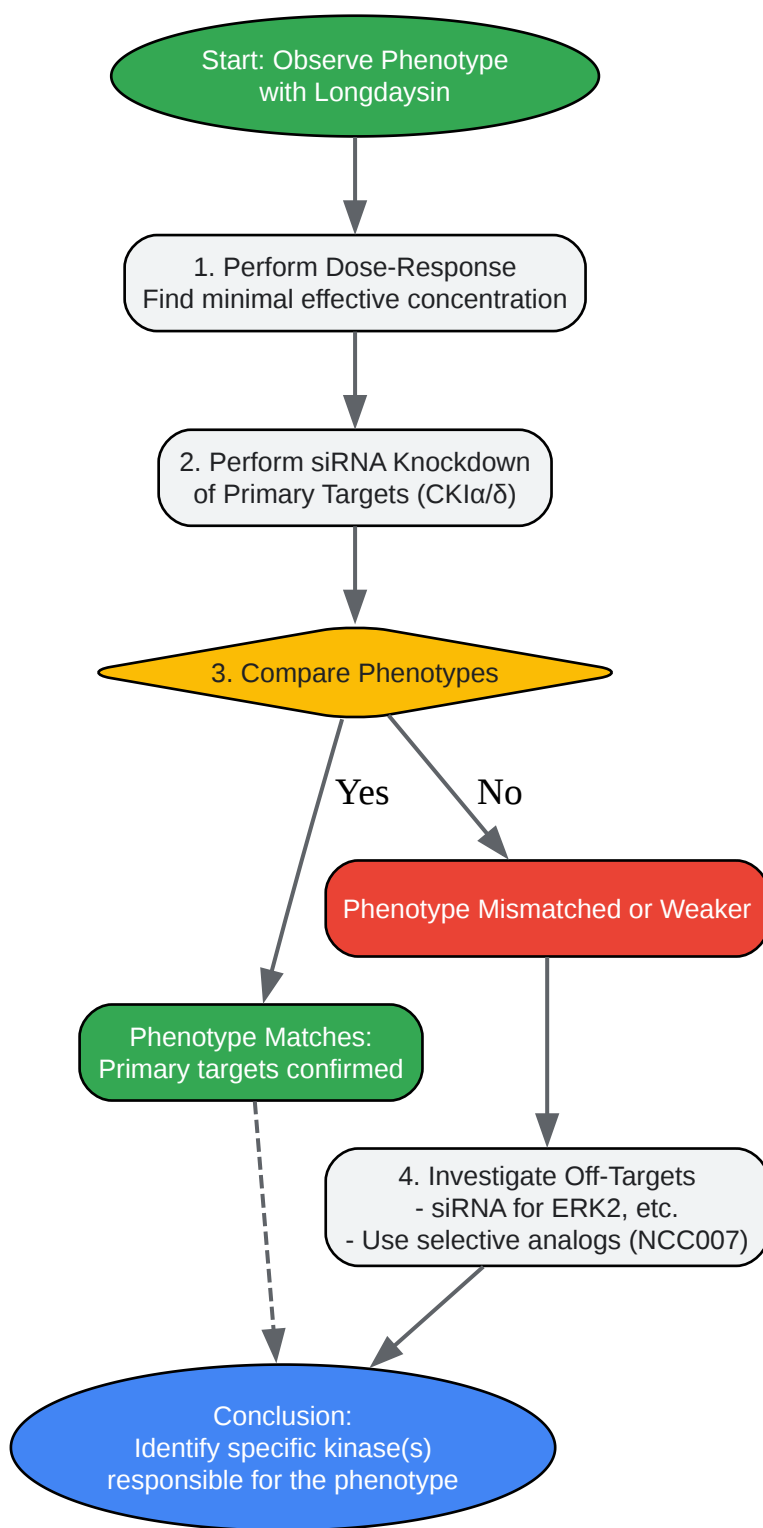 Start: Observe Phenotype
with Longdaysin
1. Perform Dose-Response
Find minimal effective concentration
2. Perform siRNA Knockdown
of Primary Targets (CKIα/δ)
3. Compare Phenotypes
Yes
No
Phenotype Mismatched or Weaker
Phenotype Matches:
Primary targets confirmed
4. Investigate Off-Targets
- siRNA for ERK2, etc.
- Use selective analogs (NCC007)
Conclusion:
Identify specific kinase(s)
responsible for the phenotype